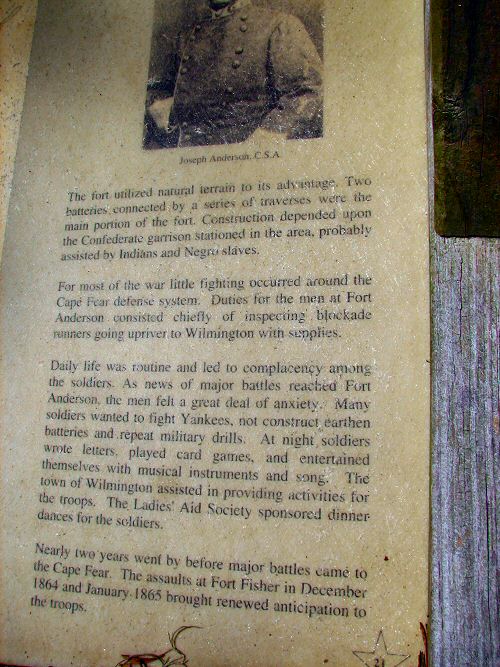 Joseph Anderson, C.S.A.
The fort utilized natural terrain to its advantage. Two
batteries connected by a series of traverses were the
main portion of the fort. Construction depended upon
the Confederate garrison stationed in the area, probably
assisted by Indians and Negro slaves.
For most of the war little fighting occurred around the
Cape Fear defense system. Duties for the men at Fort
Anderson consisted chiefly of inspecting blockade
runners going upriver to Wilmington with supplies.
Daily life was routine and led to complacency among
the soldiers. As news of major battles reached Fort
Anderson, the men felt a great deal of anxiety. Many
soldiers wanted to fight Yankees, not construct earthen
batteries and repeat military drills. At night soldiers
wrote letters, played card games, and entertained
themselves with musical instruments and song. The
town of Wilmington assisted in providing activities for
the troops. The Ladies' Aid Society sponsored dinner
dances for the soldiers.
Nearly two years went by before major battles came to
the Cape Fear. The assaults at Fort Fisher in December
1864 and January 1865 brought renewed anticipation to
the troops.